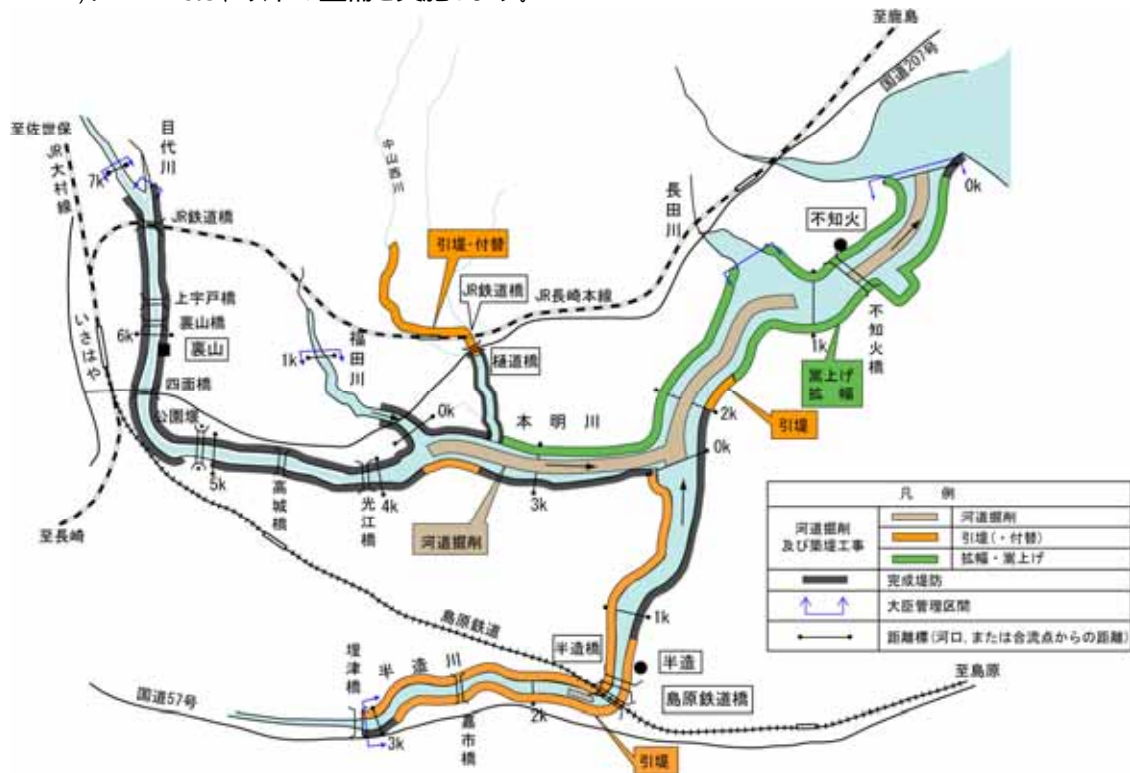 至鹿島
国道207号
至佐世保
JR大村線
目代川
7k
JR鉄道橋
上宇戸橋
裏山橋
6k
裏山
いさはや
四面橋
公園堰
5k
至長崎
高城橋
光江橋
4k
福田川
1k
0k
中山西川
引堤・付替
JR鉄道橋
JR長崎本線
樋道橋
本明川
3k
河道掘削
長田川
不知火
0k
不知火橋
1k
嵩上げ
拡幅
2k
引堤
0k
1k
島原鉄道
半造橋
半造
島原鉄道橋
至島原
埋津橋
半造川
国道57号
3k
嘉市橋
2k
引堤
凡例
河道掘削
及び築堤工事
河道掘削
引堤(・付替)
拡幅・嵩上げ
完成堤防
大臣管理区間
距離標(河口、または合流点からの距離)